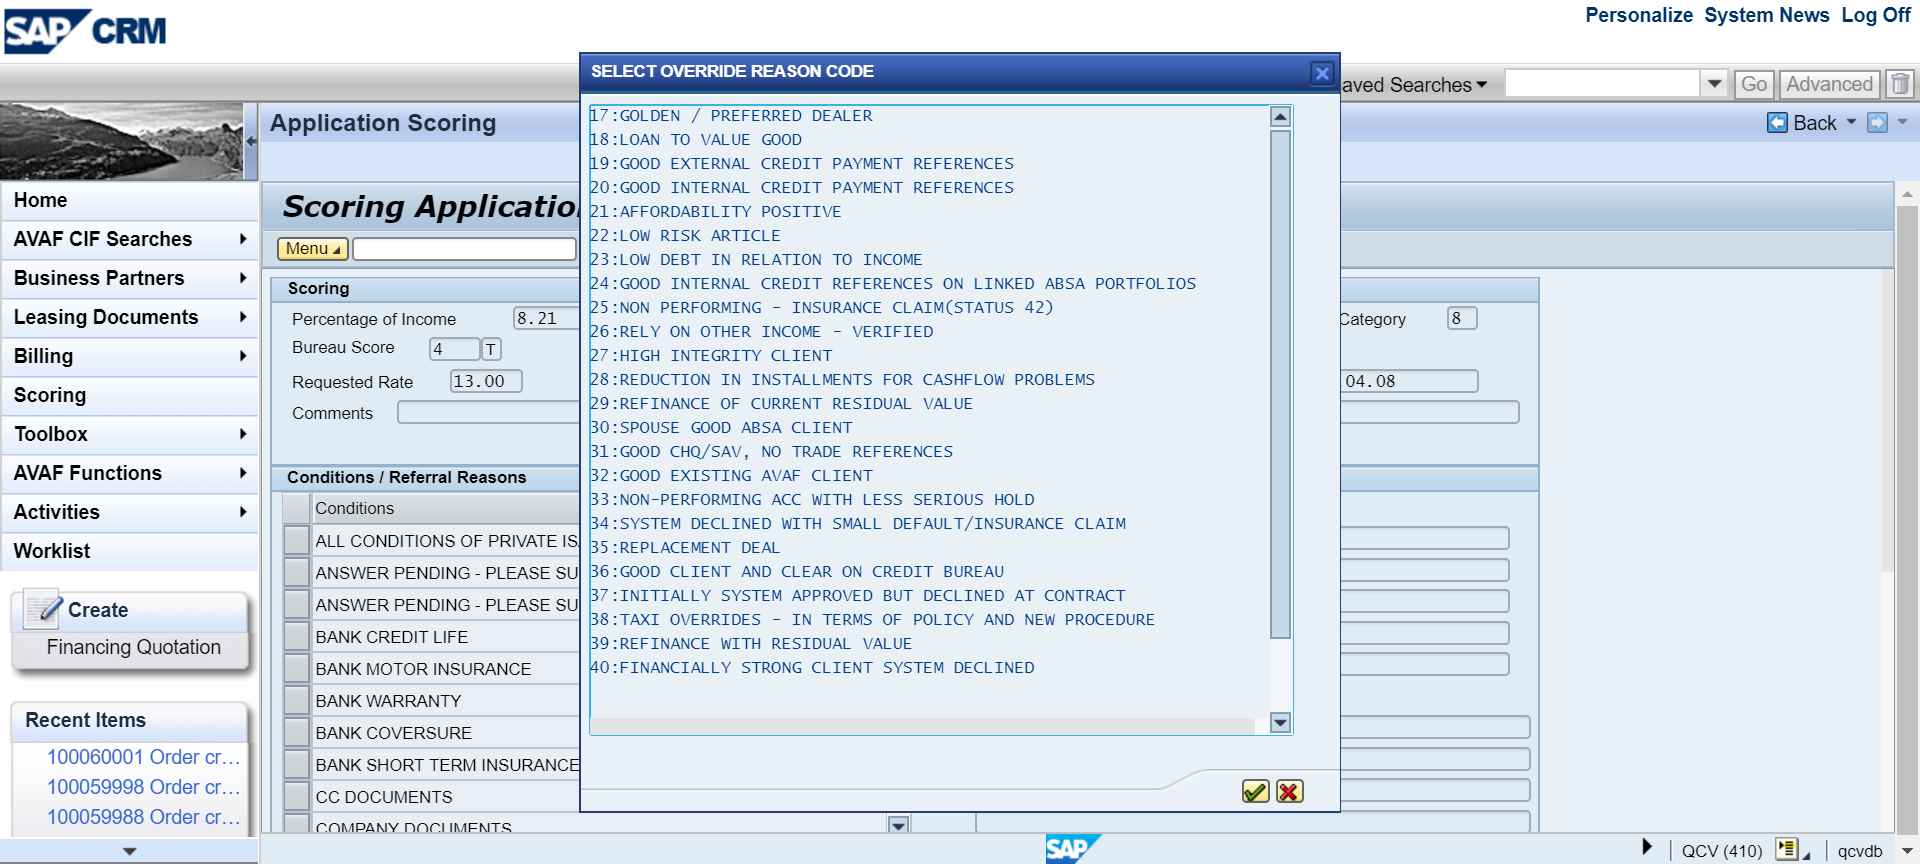 SAP CRM
Personalize System News Log Off
SELECT OVERRIDE REASON CODE
aved Searches
Go
Advanced
Application Scoring
Back
Home
AVAF CIF Searches
Business Partners
Leasing Documents
Billing
Scoring
Toolbox
AVAF Functions
Activities
Worklist
Create
Financing Quotation
Recent Items
100060001 Order cr...
100059998 Order cr...
100059988 Order cr...
Scoring Applicatio
Menu
Scoring
Percentage of Income 8.21
Category 8
Bureau Score 4 T
Requested Rate 13.00
04.08
Comments
Conditions / Referral Reasons
Conditions
ALL CONDITIONS OF PRIVATE IS
ANSWER PENDING - PLEASE SU
ANSWER PENDING - PLEASE SU
BANK CREDIT LIFE
BANK MOTOR INSURANCE
BANK WARRANTY
BANK COVERSURE
BANK SHORT TERM INSURANCE
CC DOCUMENTS
COMPANY DOCUMENTS
17:GOLDEN / PREFERRED DEALER
18:LOAN TO VALUE GOOD
19:GOOD EXTERNAL CREDIT PAYMENT REFERENCES
20:GOOD INTERNAL CREDIT PAYMENT REFERENCES
21:AFFORDABILITY POSITIVE
22:LOW RISK ARTICLE
23:LOW DEBT IN RELATION TO INCOME
24:GOOD INTERNAL CREDIT REFERENCES ON LINKED ABSA PORTFOLIOS
25:NON PERFORMING - INSURANCE CLAIM(STATUS 42)
26:RELY ON OTHER INCOME - VERIFIED
27:HIGH INTEGRITY CLIENT
28:REDUCTION IN INSTALLMENTS FOR CASHFLOW PROBLEMS
29:REFINANCE OF CURRENT RESIDUAL VALUE
30:SPOUSE GOOD ABSA CLIENT
31:GOOD CHQ/SAV, NO TRADE REFERENCES
32:GOOD EXISTING AVAF CLIENT
33:NON-PERFORMING ACC WITH LESS SERIOUS HOLD
34:SYSTEM DECLINED WITH SMALL DEFAULT/INSURANCE CLAIM
35:REPLACEMENT DEAL
36:GOOD CLIENT AND CLEAR ON CREDIT BUREAU
37:INITIALLY SYSTEM APPROVED BUT DECLINED AT CONTRACT
38:TAXI OVERRIDES - IN TERMS OF POLICY AND NEW PROCEDURE
39:REFINANCE WITH RESIDUAL VALUE
40:FINANCIALLY STRONG CLIENT SYSTEM DECLINED
SAP
QCV (410)
qcvdb